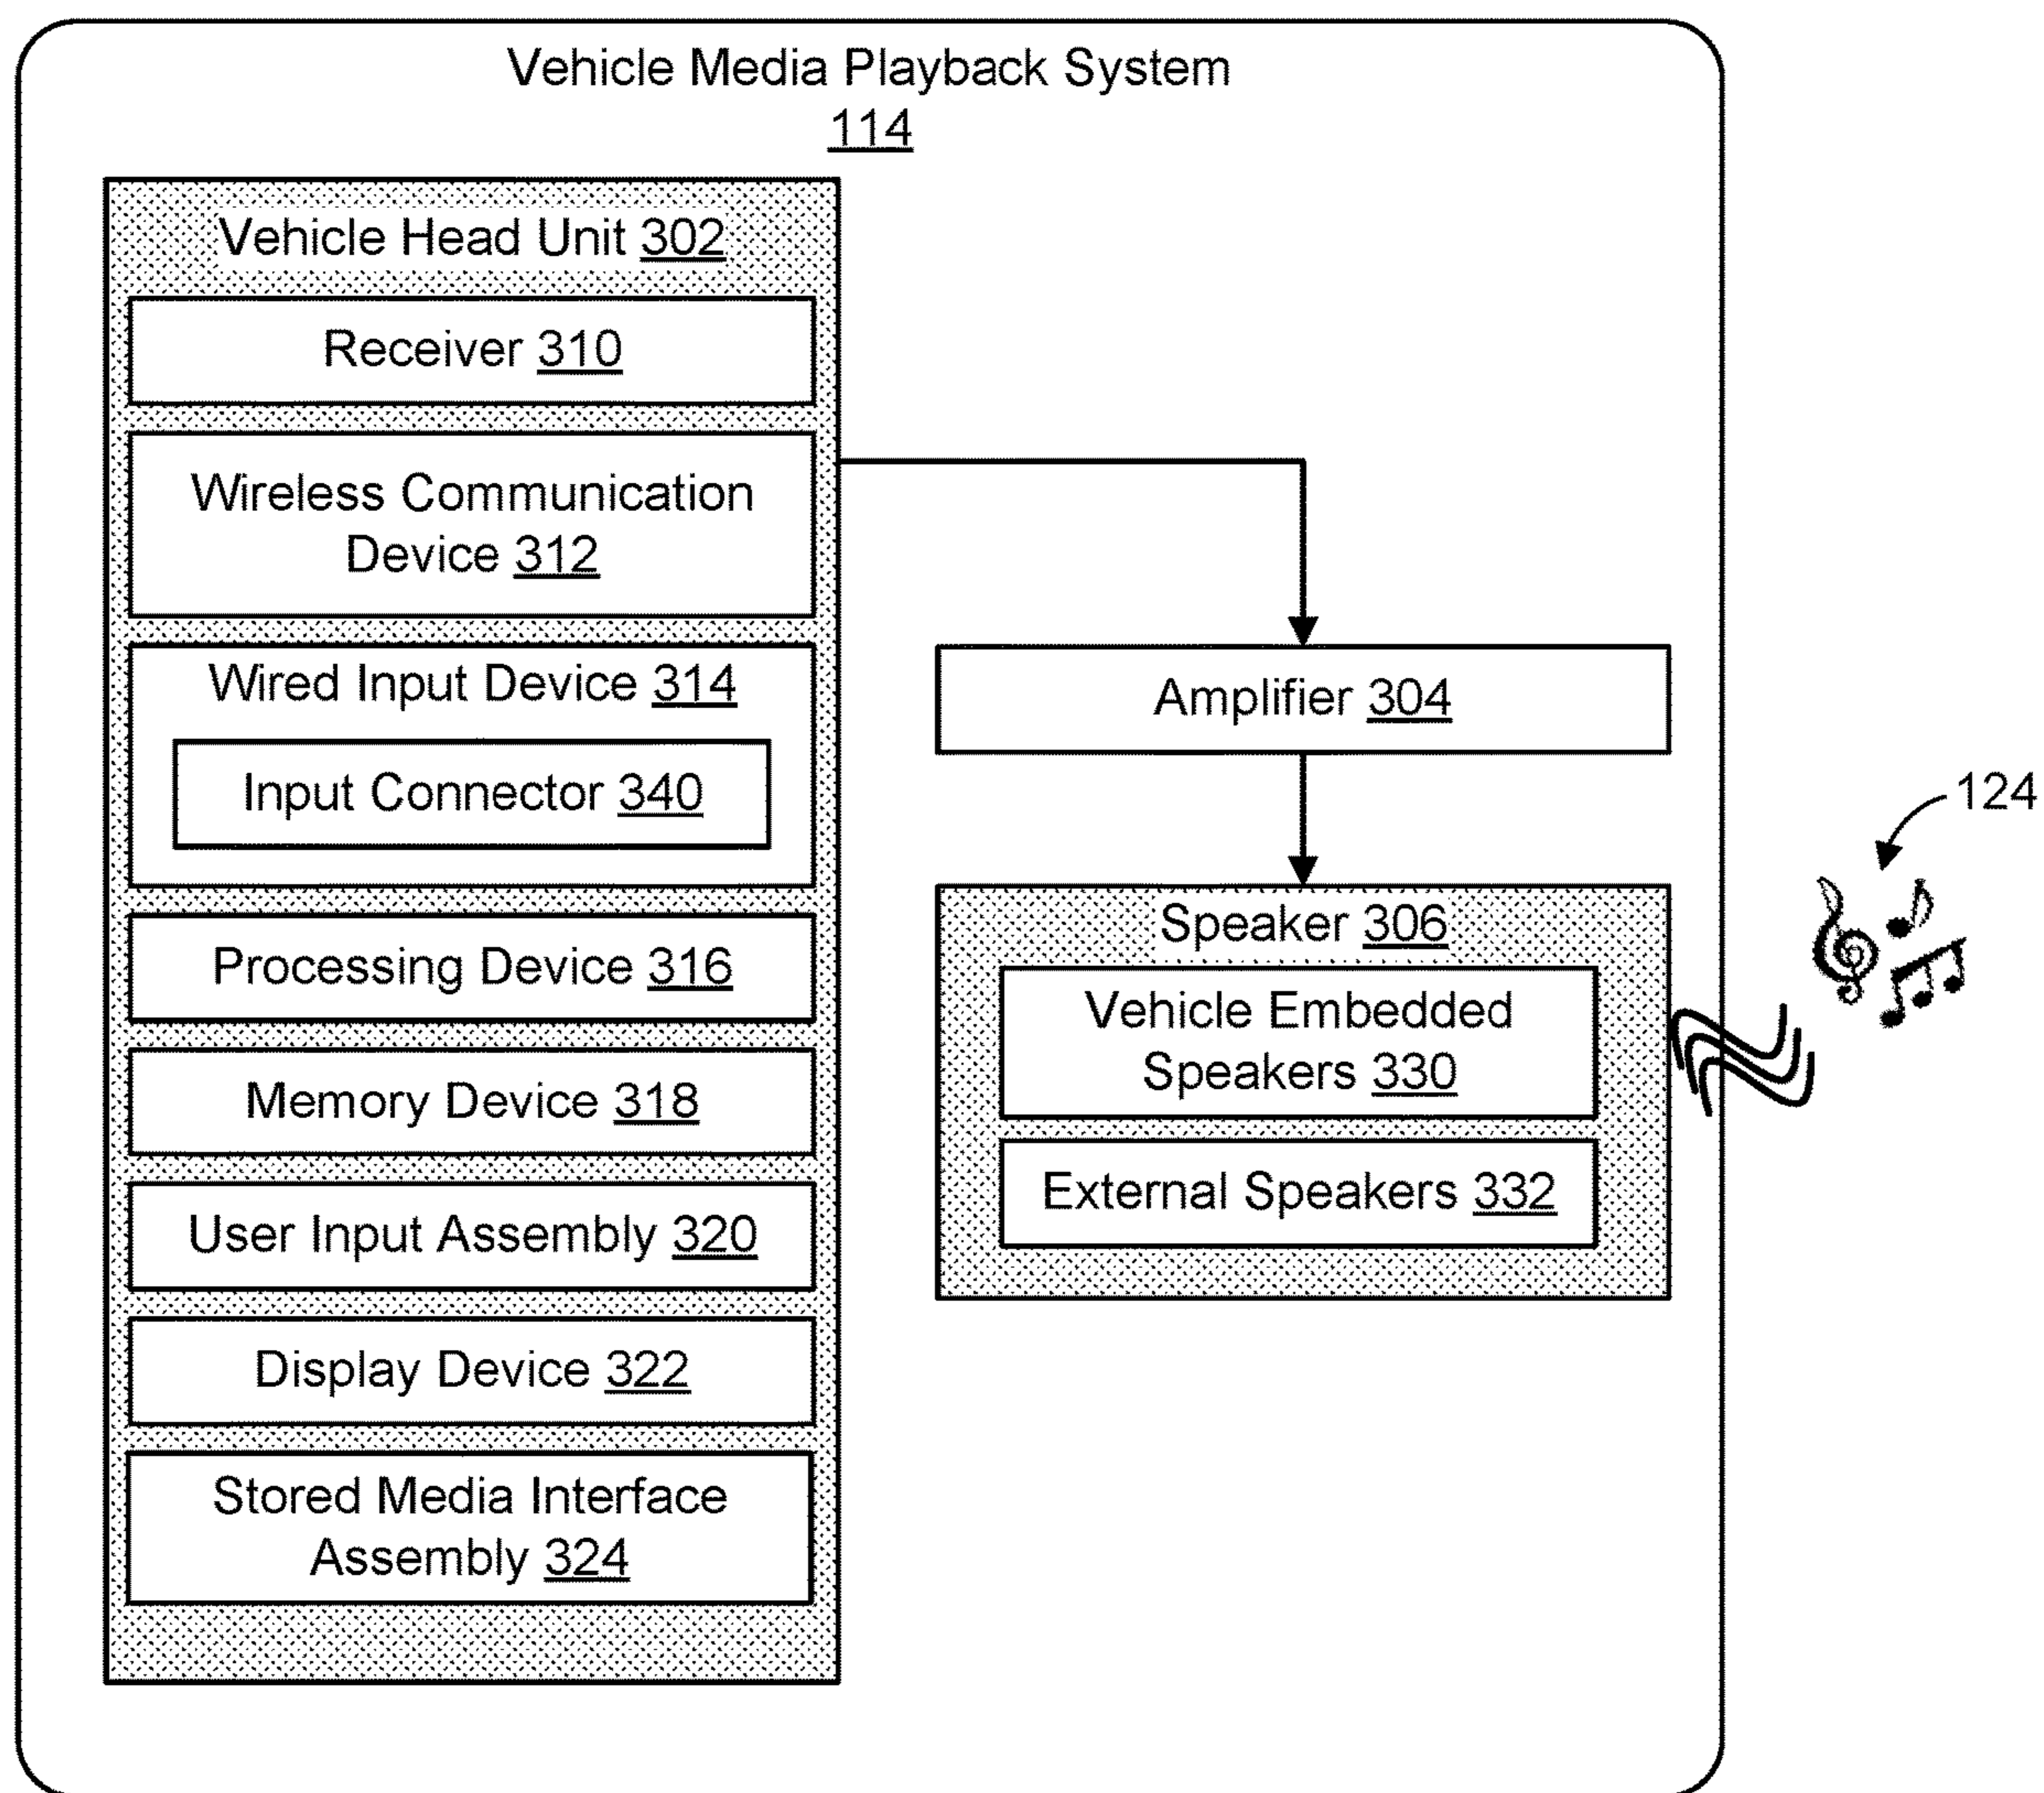 Vehicle Media Playback System
114
Vehicle Head Unit 302
Receiver 310
Wireless Communication
Device 312
Wired Input Device 314
Input Connector 340
Processing Device 316
Memory Device 318
User Input Assembly 320
Display Device 322
Stored Media Interface
Assembly 324
Amplifier 304
Speaker 306
Vehicle Embedded
Speakers 330
External Speakers 332
124